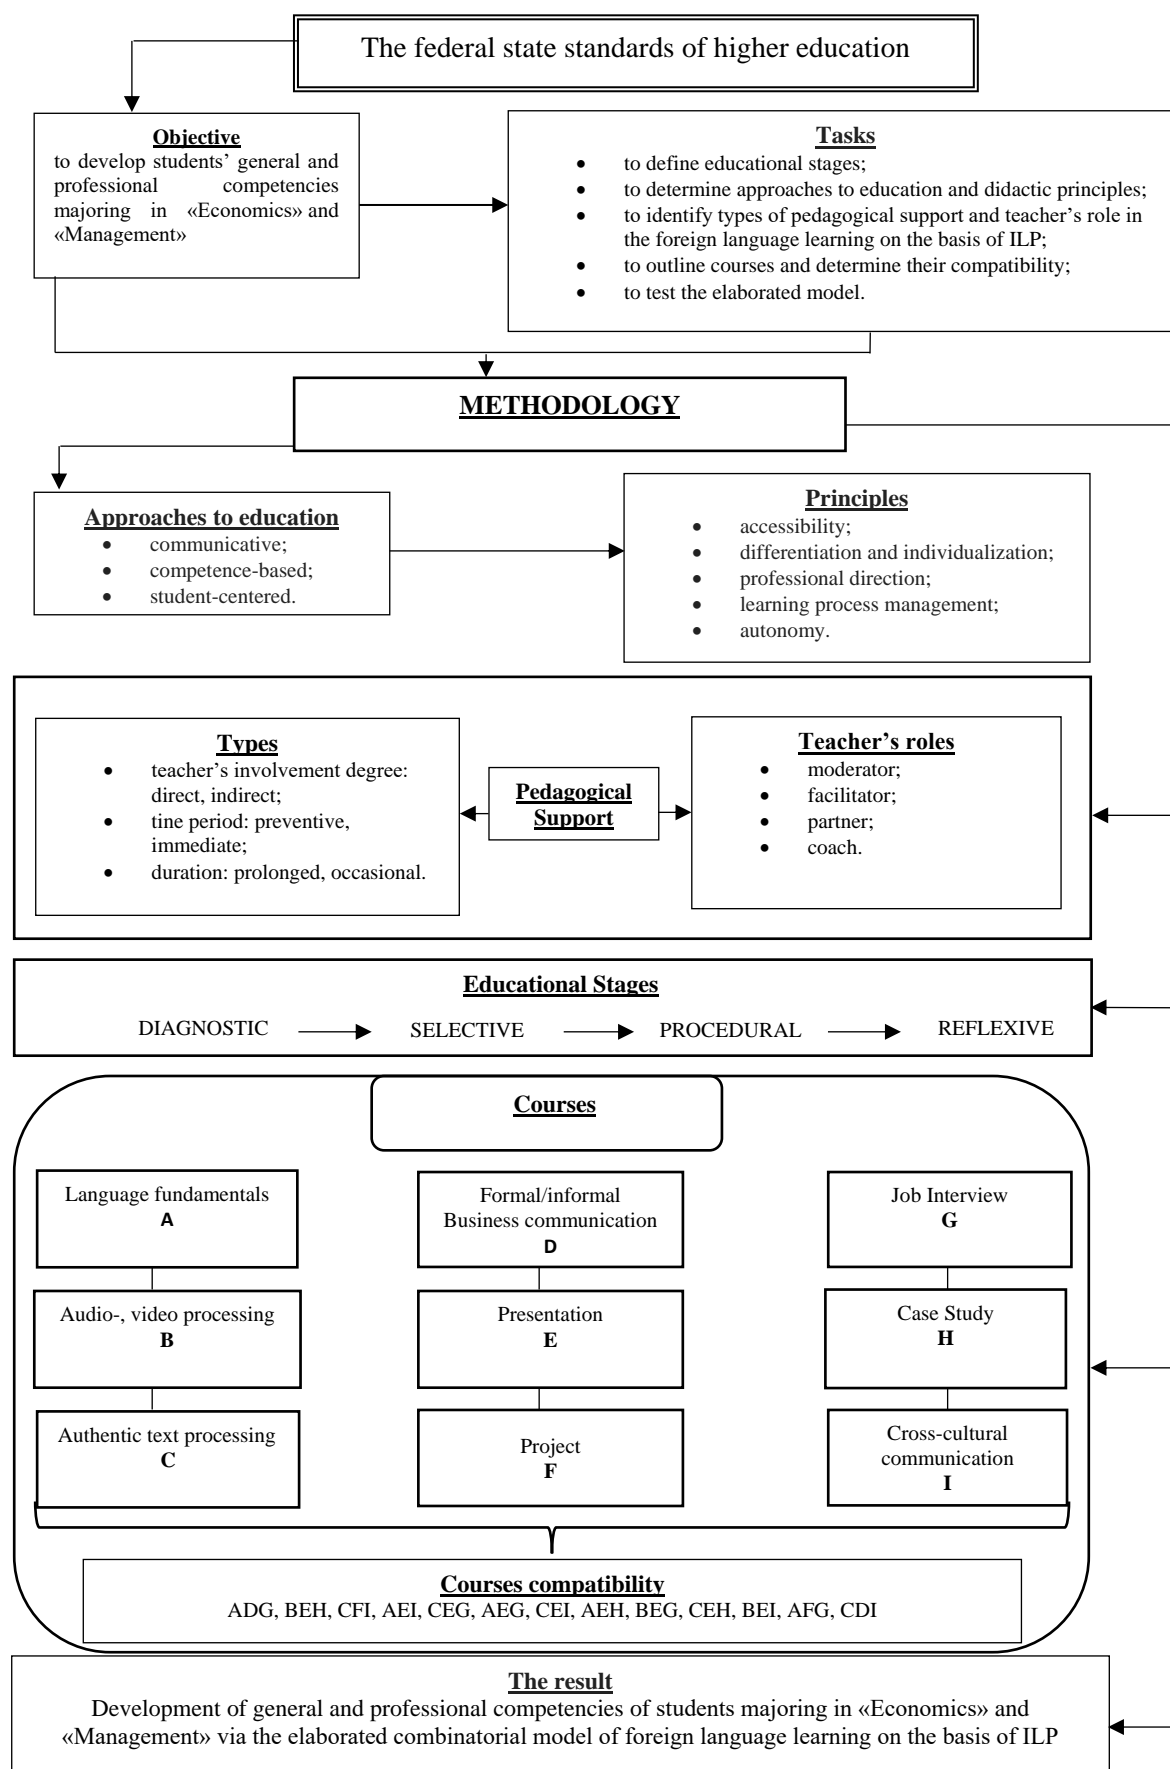 The federal state standards of higher education
Objective
to develop students’ general and
professional competencies
majoring in «Economics» and
«Management»
Tasks
• to define educational stages;
• to determine approaches to education and didactic principles;
• to identify types of pedagogical support and teacher’s role in
the foreign language learning on the basis of ILP;
• to outline courses and determine their compatibility;
• to test the elaborated model.
METHODOLOGY
Approaches to education
• communicative;
• competence-based;
• student-centered.
Principles
• accessibility;
• differentiation and individualization;
• professional direction;
• learning process management;
• autonomy.
Types
• teacher’s involvement degree:
direct, indirect;
• tine period: preventive,
immediate;
• duration: prolonged, occasional.
Pedagogical
Support
Teacher’s roles
• moderator;
• facilitator;
• partner;
• coach.
Educational Stages
DIAGNOSTIC SELECTIVE PROCEDURAL REFLEXIVE
Courses
Language fundamentals
A
Audio-, video processing
B
Authentic text processing
C
Formal/informal
Business communication
D
Presentation
E
Project
F
Job Interview
G
Case Study
H
Cross-cultural
communication
I
Courses compatibility
ADG, BEH, CFI, AEI, CEG, AEG, CEI, AEH, BEG, CEH, BEI, AFG, CDI
The result
Development of general and professional competencies of students majoring in «Economics» and
«Management» via the elaborated combinatorial model of foreign language learning on the basis of ILP